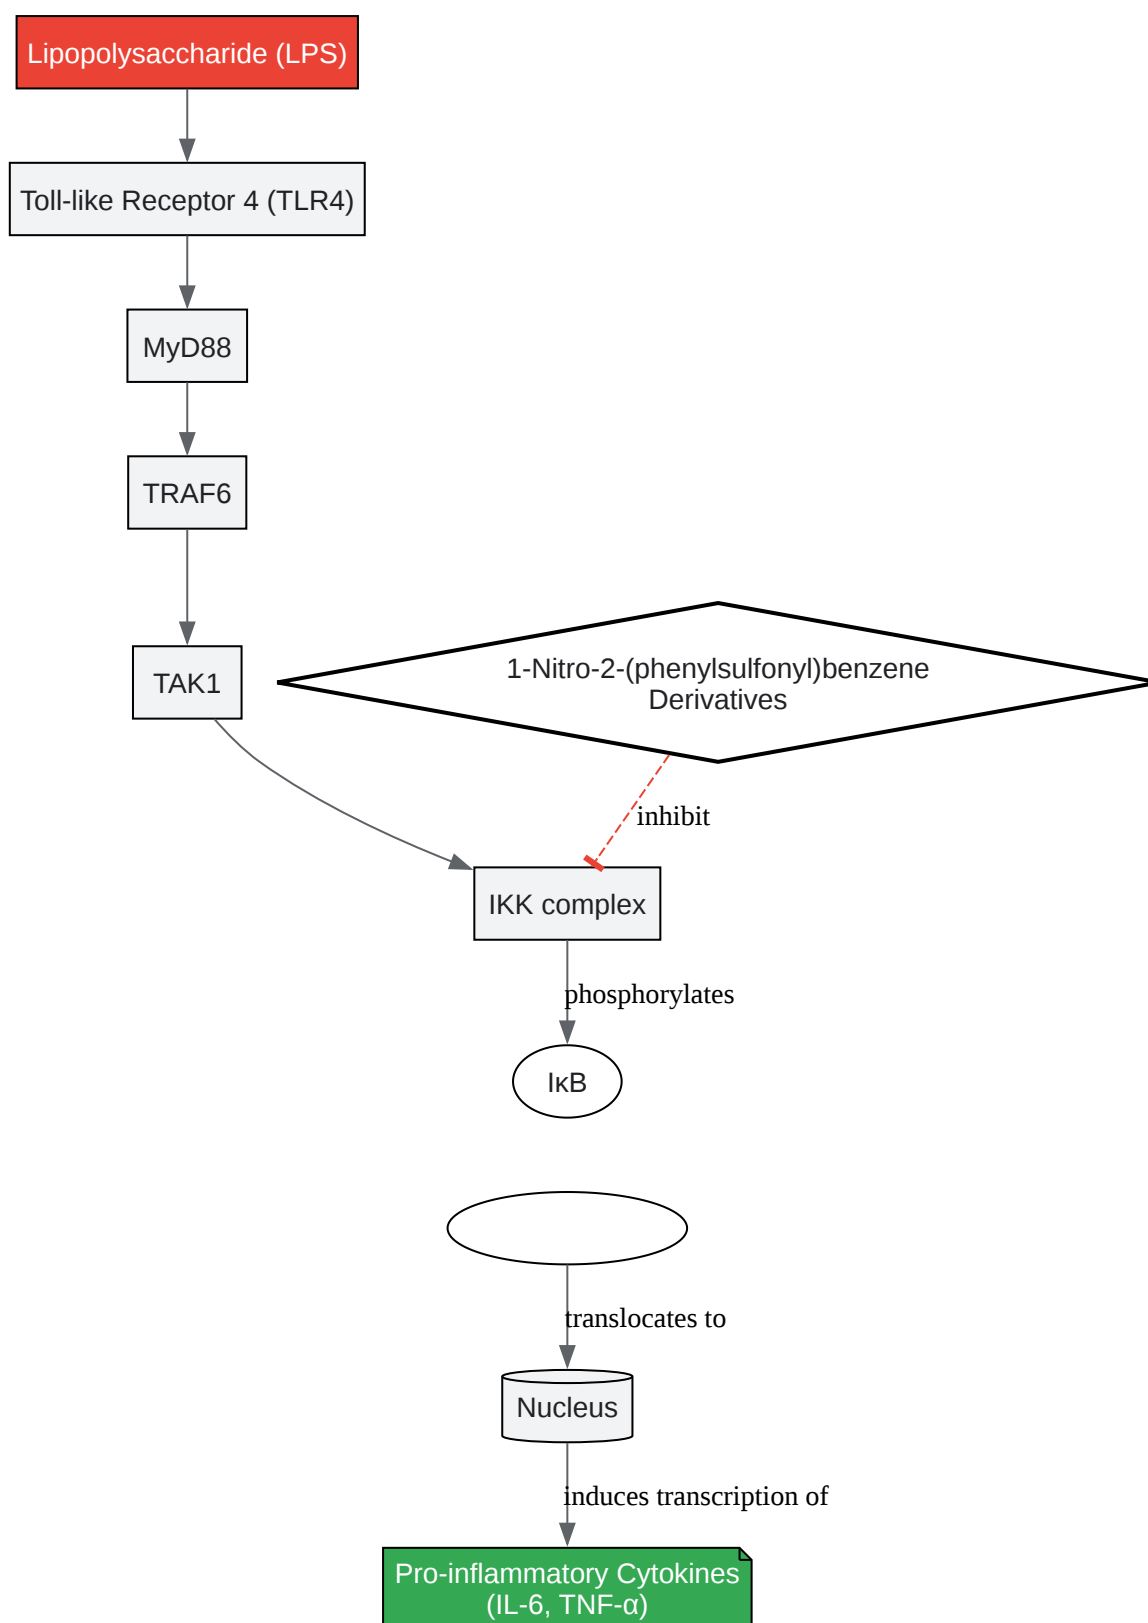 Lipopolysaccharide (LPS)
Toll-like Receptor 4 (TLR4)
MyD88
TRAF6
TAK1
1-Nitro-2-(phenylsulfonyl)benzene
Derivatives
inhibit
IKK complex
phosphorylates
IκB
translocates to
Nucleus
induces transcription of
Pro-inflammatory Cytokines
(IL-6, TNF-α)